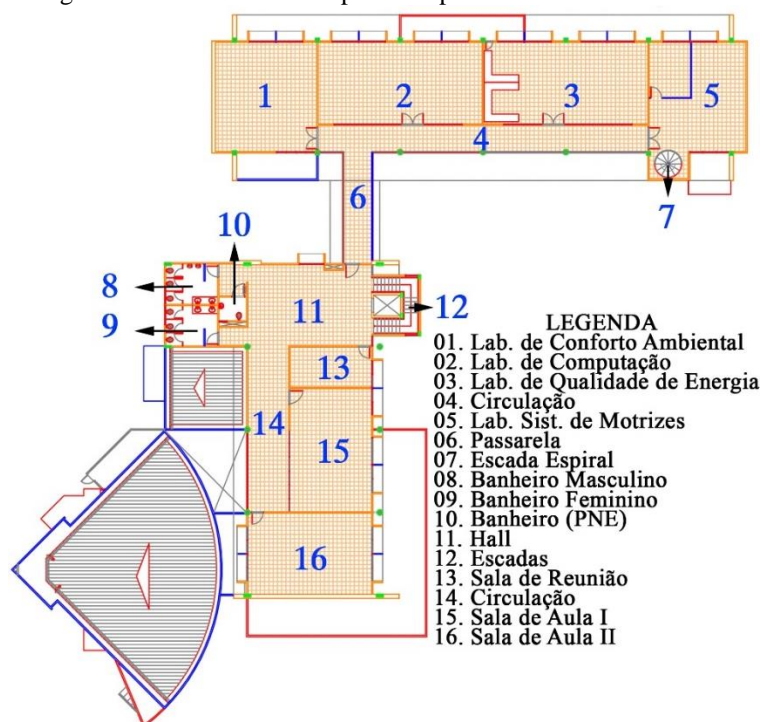 1
2
3
5
4
6
7
10
8
11
12
9
13
14
15
16
LEGENDA
01. Lab. de Conforto Ambiental
02. Lab. de Computação
03. Lab. de Qualidade de Energia
04. Circulação
05. Lab. Sist. de Motrizes
06. Passarela
07. Escada Espiral
08. Banheiro Masculino
09. Banheiro Feminino
10. Banheiro (PNE)
11. Hall
12. Escadas
13. Sala de Reunião
14. Circulação
15. Sala de Aula I
16. Sala de Aula II